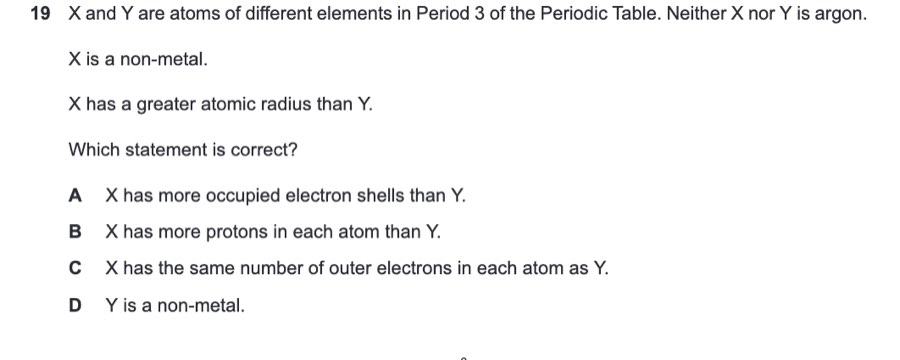 19 X and Y are atoms of different elements in Period 3 of the Periodic Table. Neither X nor Y is argon.
X is a non-metal.
X has a greater atomic radius than Y.
Which statement is correct?
A X has more occupied electron shells than Y.
B X has more protons in each atom than Y.
C X has the same number of outer electrons in each atom as Y.
D Y is a non-metal.